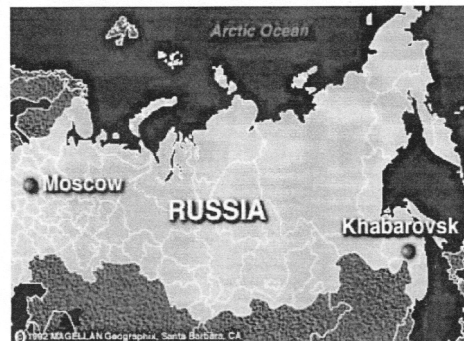 Arctic Ocean
Moscow
RUSSIA
Khabarovsk
© 1992 MAGELLAN Geographix, Santa Barbara, CA